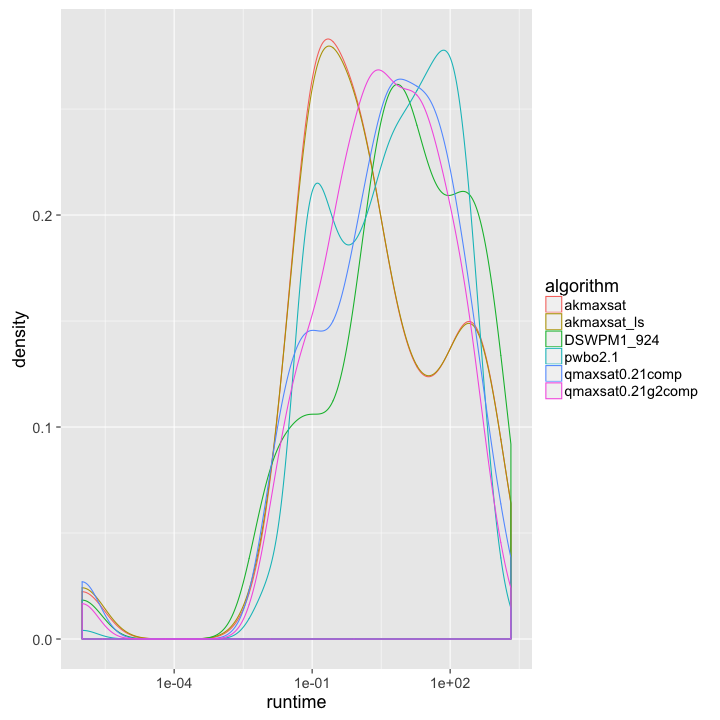 density
0.2
0.1
0.0
1e-04
1e-01
1e+02
runtime
algorithm
akmaxsat
akmaxsat_ls
DSWPM1_924
pwbo2.1
qmaxsat0.21comp
qmaxsat0.21g2comp